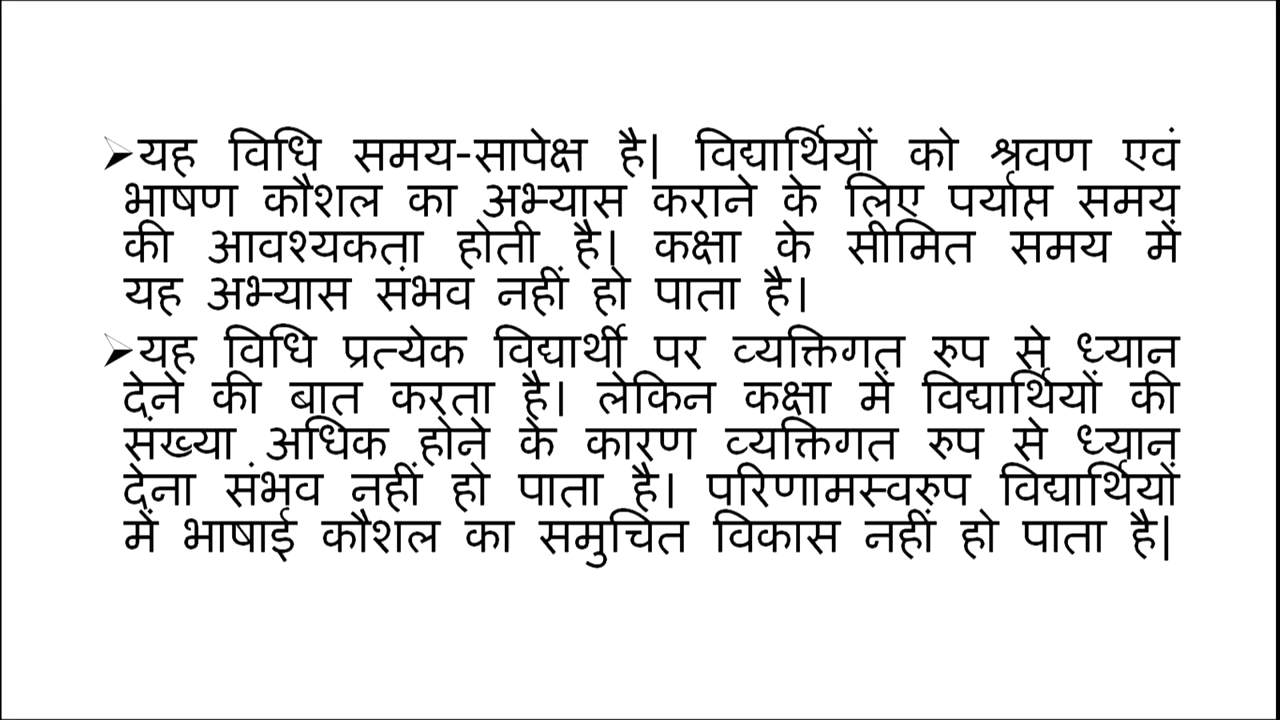 ➢यह विधि समय-सापेक्ष है| विद्यार्थियों को श्रवण एवं
भाषण कौशल का अभ्यास कराने के लिए पर्याप्त समय
की आवश्यकता होती है। कक्षा के सीमित समय में
यह अभ्यास संभव नहीं हो पाता है।
➢यह विधि प्रत्येक विद्यार्थी पर व्यक्तिगत रुप से ध्यान
देने की बात करता है। लेकिन कक्षा में विद्यार्थियों की
संख्या अधिक होने के कारण व्यक्तिगत रुप से ध्यान
देना संभव नहीं हो पाता है। परिणामस्वरुप विद्यार्थियों
में भाषाई कौशल का समुचित विकास नहीं हो पाता है|